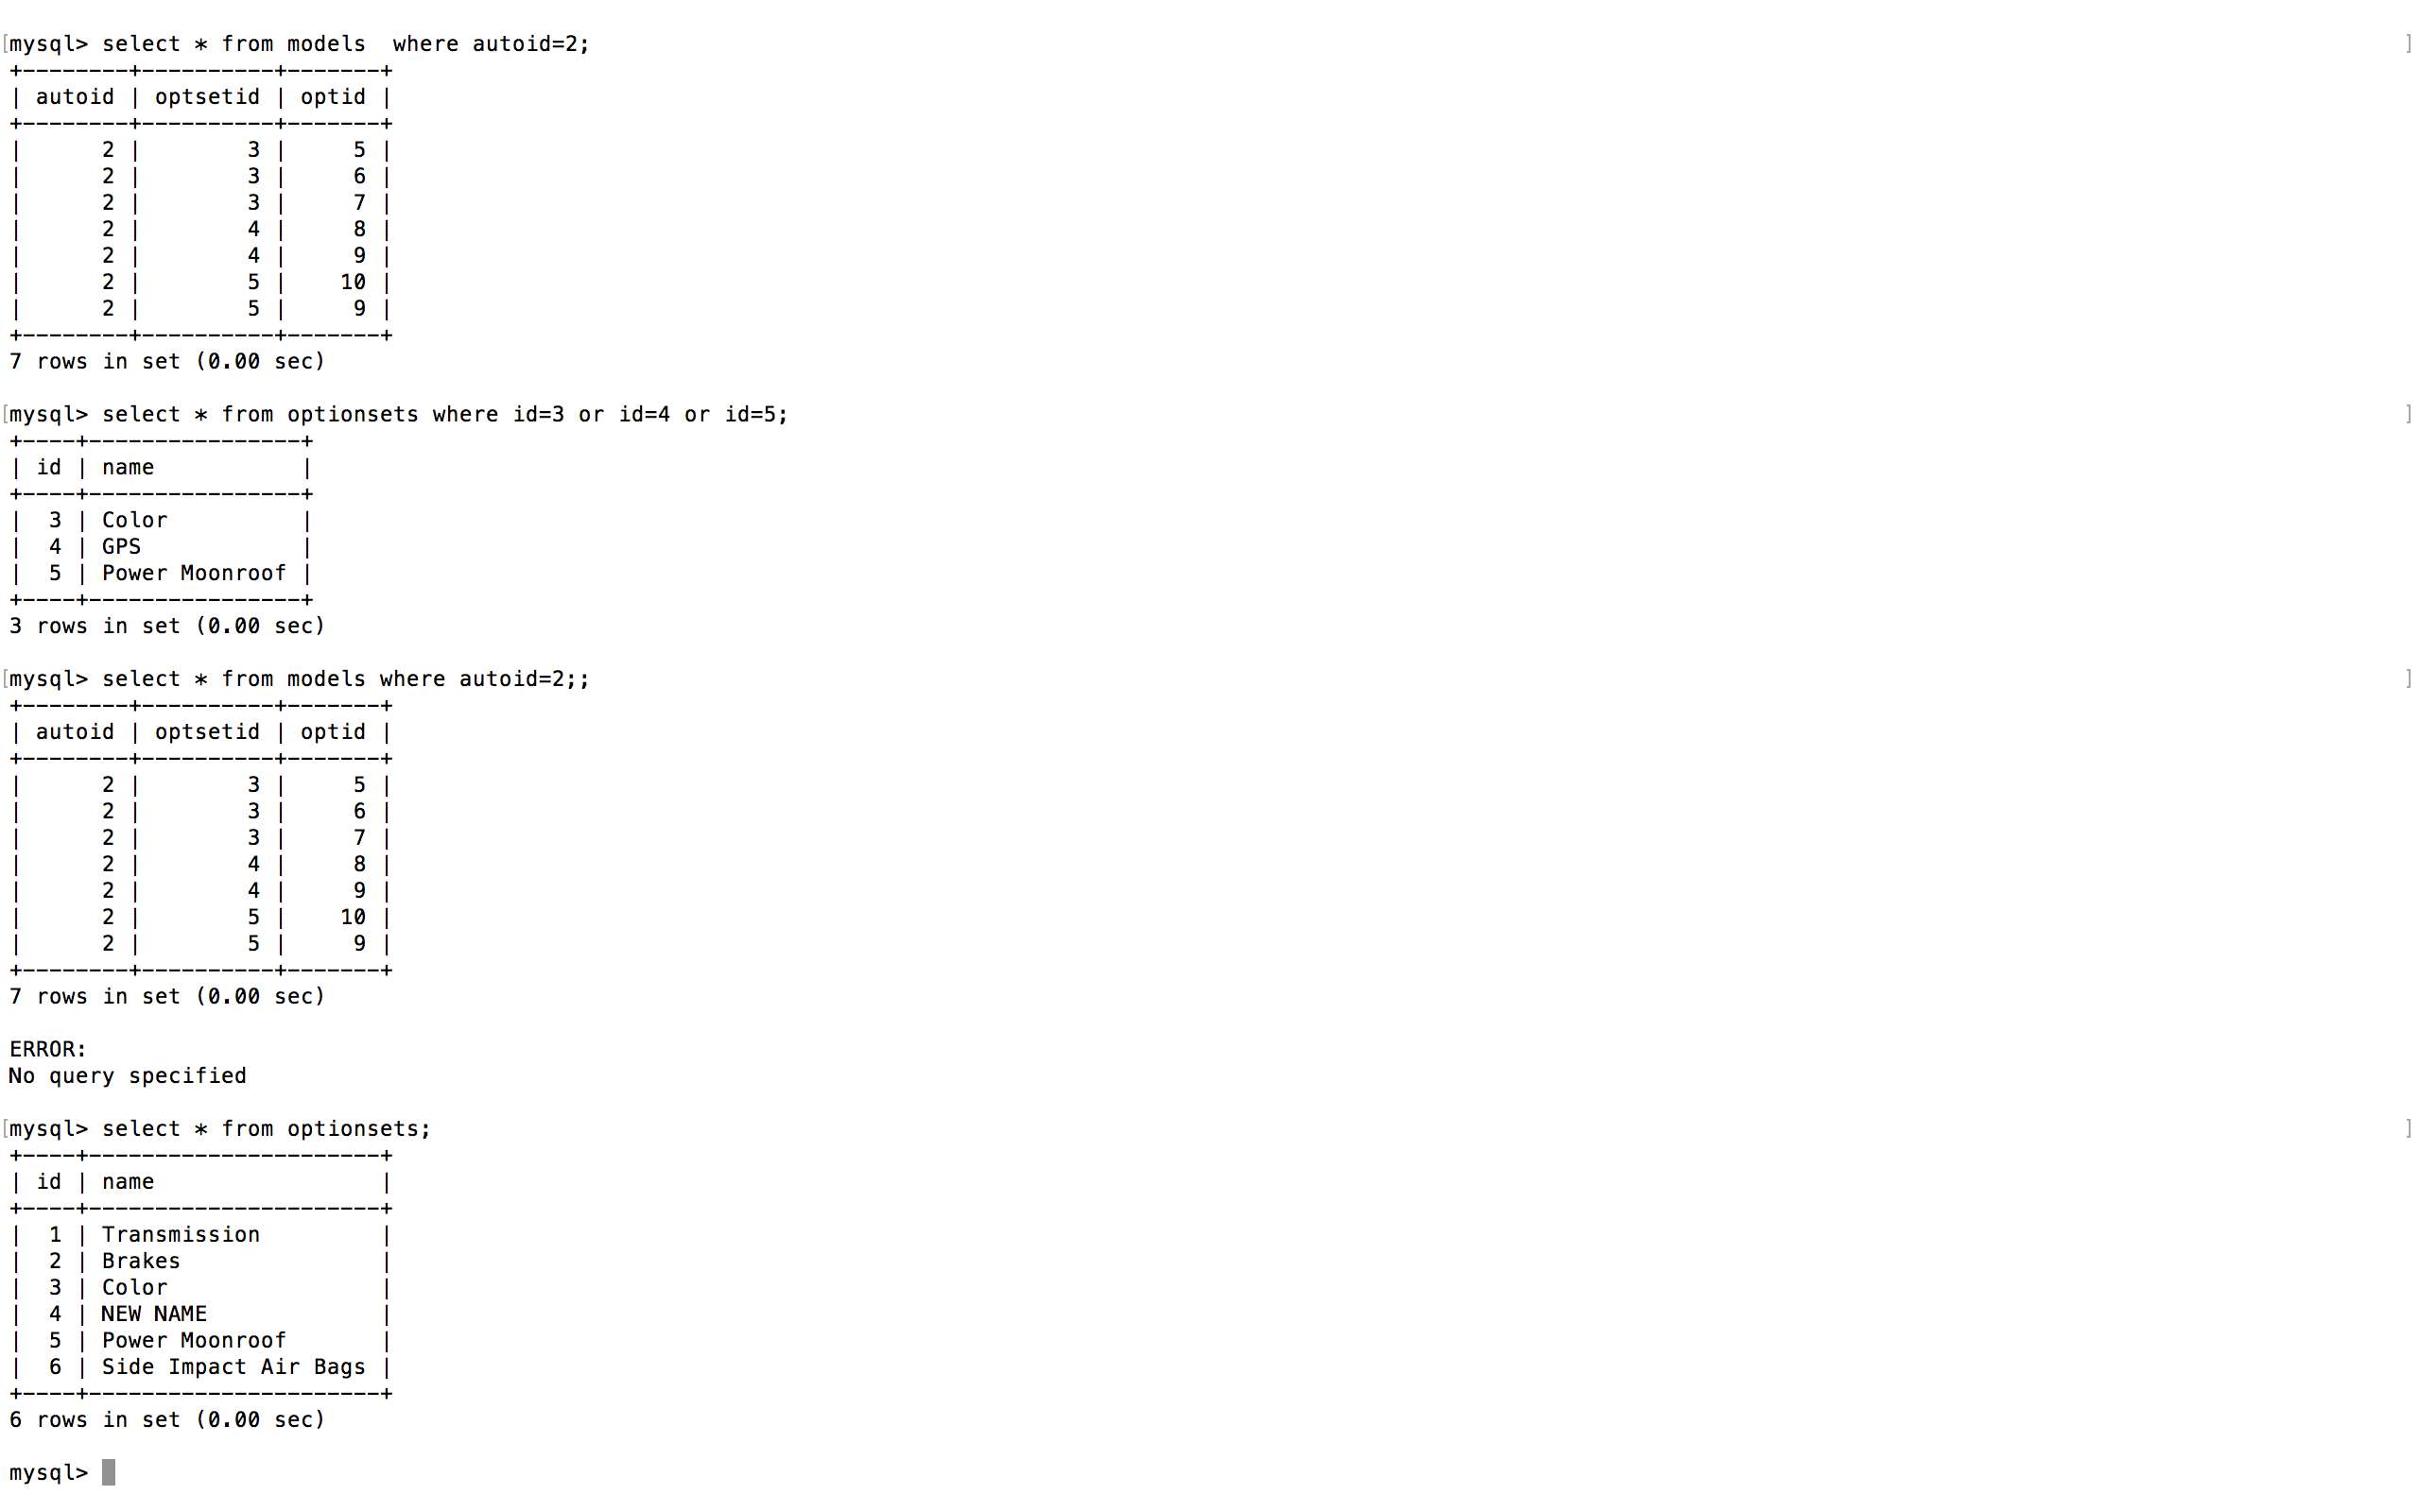 [mysql> select * from models  where autoid=2; ]
+--------+----------+-------+
| autoid | optsetid | optid |
+--------+----------+-------+
|      2 |        3 |     5 |
|      2 |        3 |     6 |
|      2 |        3 |     7 |
|      2 |        4 |     8 |
|      2 |        4 |     9 |
|      2 |        5 |    10 |
|      2 |        5 |     9 |
+--------+----------+-------+
7 rows in set (0.00 sec)
[mysql> select * from optionsets where id=3 or id=4 or id=5; ]
+----+----------------+
| id | name           |
+----+----------------+
|  3 | Color          |
|  4 | GPS            |
|  5 | Power Moonroof |
+----+----------------+
3 rows in set (0.00 sec)
[mysql> select * from models where autoid=2;; ]
+--------+----------+-------+
| autoid | optsetid | optid |
+--------+----------+-------+
|      2 |        3 |     5 |
|      2 |        3 |     6 |
|      2 |        3 |     7 |
|      2 |        4 |     8 |
|      2 |        4 |     9 |
|      2 |        5 |    10 |
|      2 |        5 |     9 |
+--------+----------+-------+
7 rows in set (0.00 sec)
ERROR:
No query specified
[mysql> select * from optionsets; ]
+----+----------------------+
| id | name                 |
+----+----------------------+
|  1 | Transmission         |
|  2 | Brakes               |
|  3 | Color                |
|  4 | NEW NAME             |
|  5 | Power Moonroof       |
|  6 | Side Impact Air Bags |
+----+----------------------+
6 rows in set (0.00 sec)
mysql>